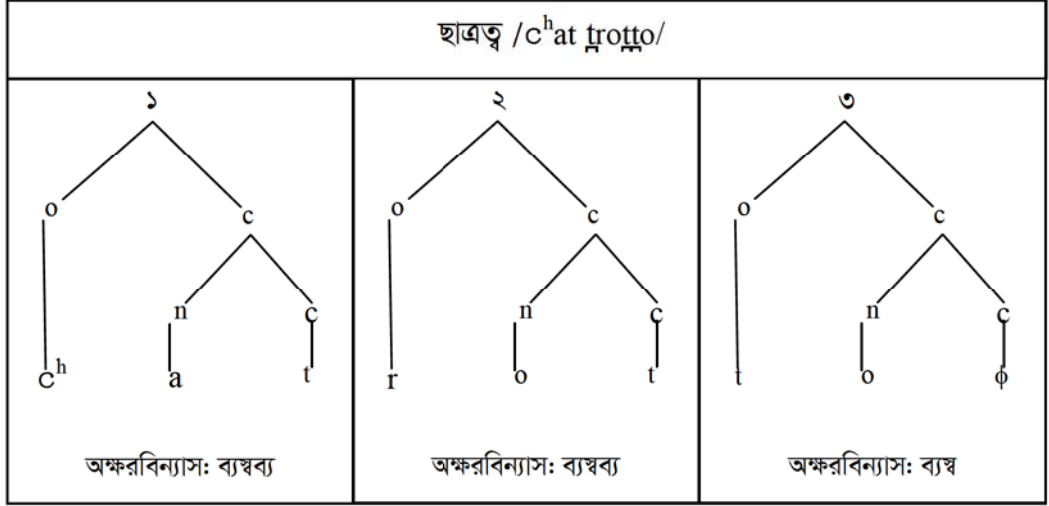 ছাত্রত্ব /cʰat t̪rot̪t̪o/
১ ২ ৩
o c o c o c
n c n c n c
cʰ a t r o t t o ɸ
অক্ষরবিন্যাস: ব্যস্বব্য অক্ষরবিন্যাস: ব্যস্বব্য অক্ষরবিন্যাস: ব্যস্ব